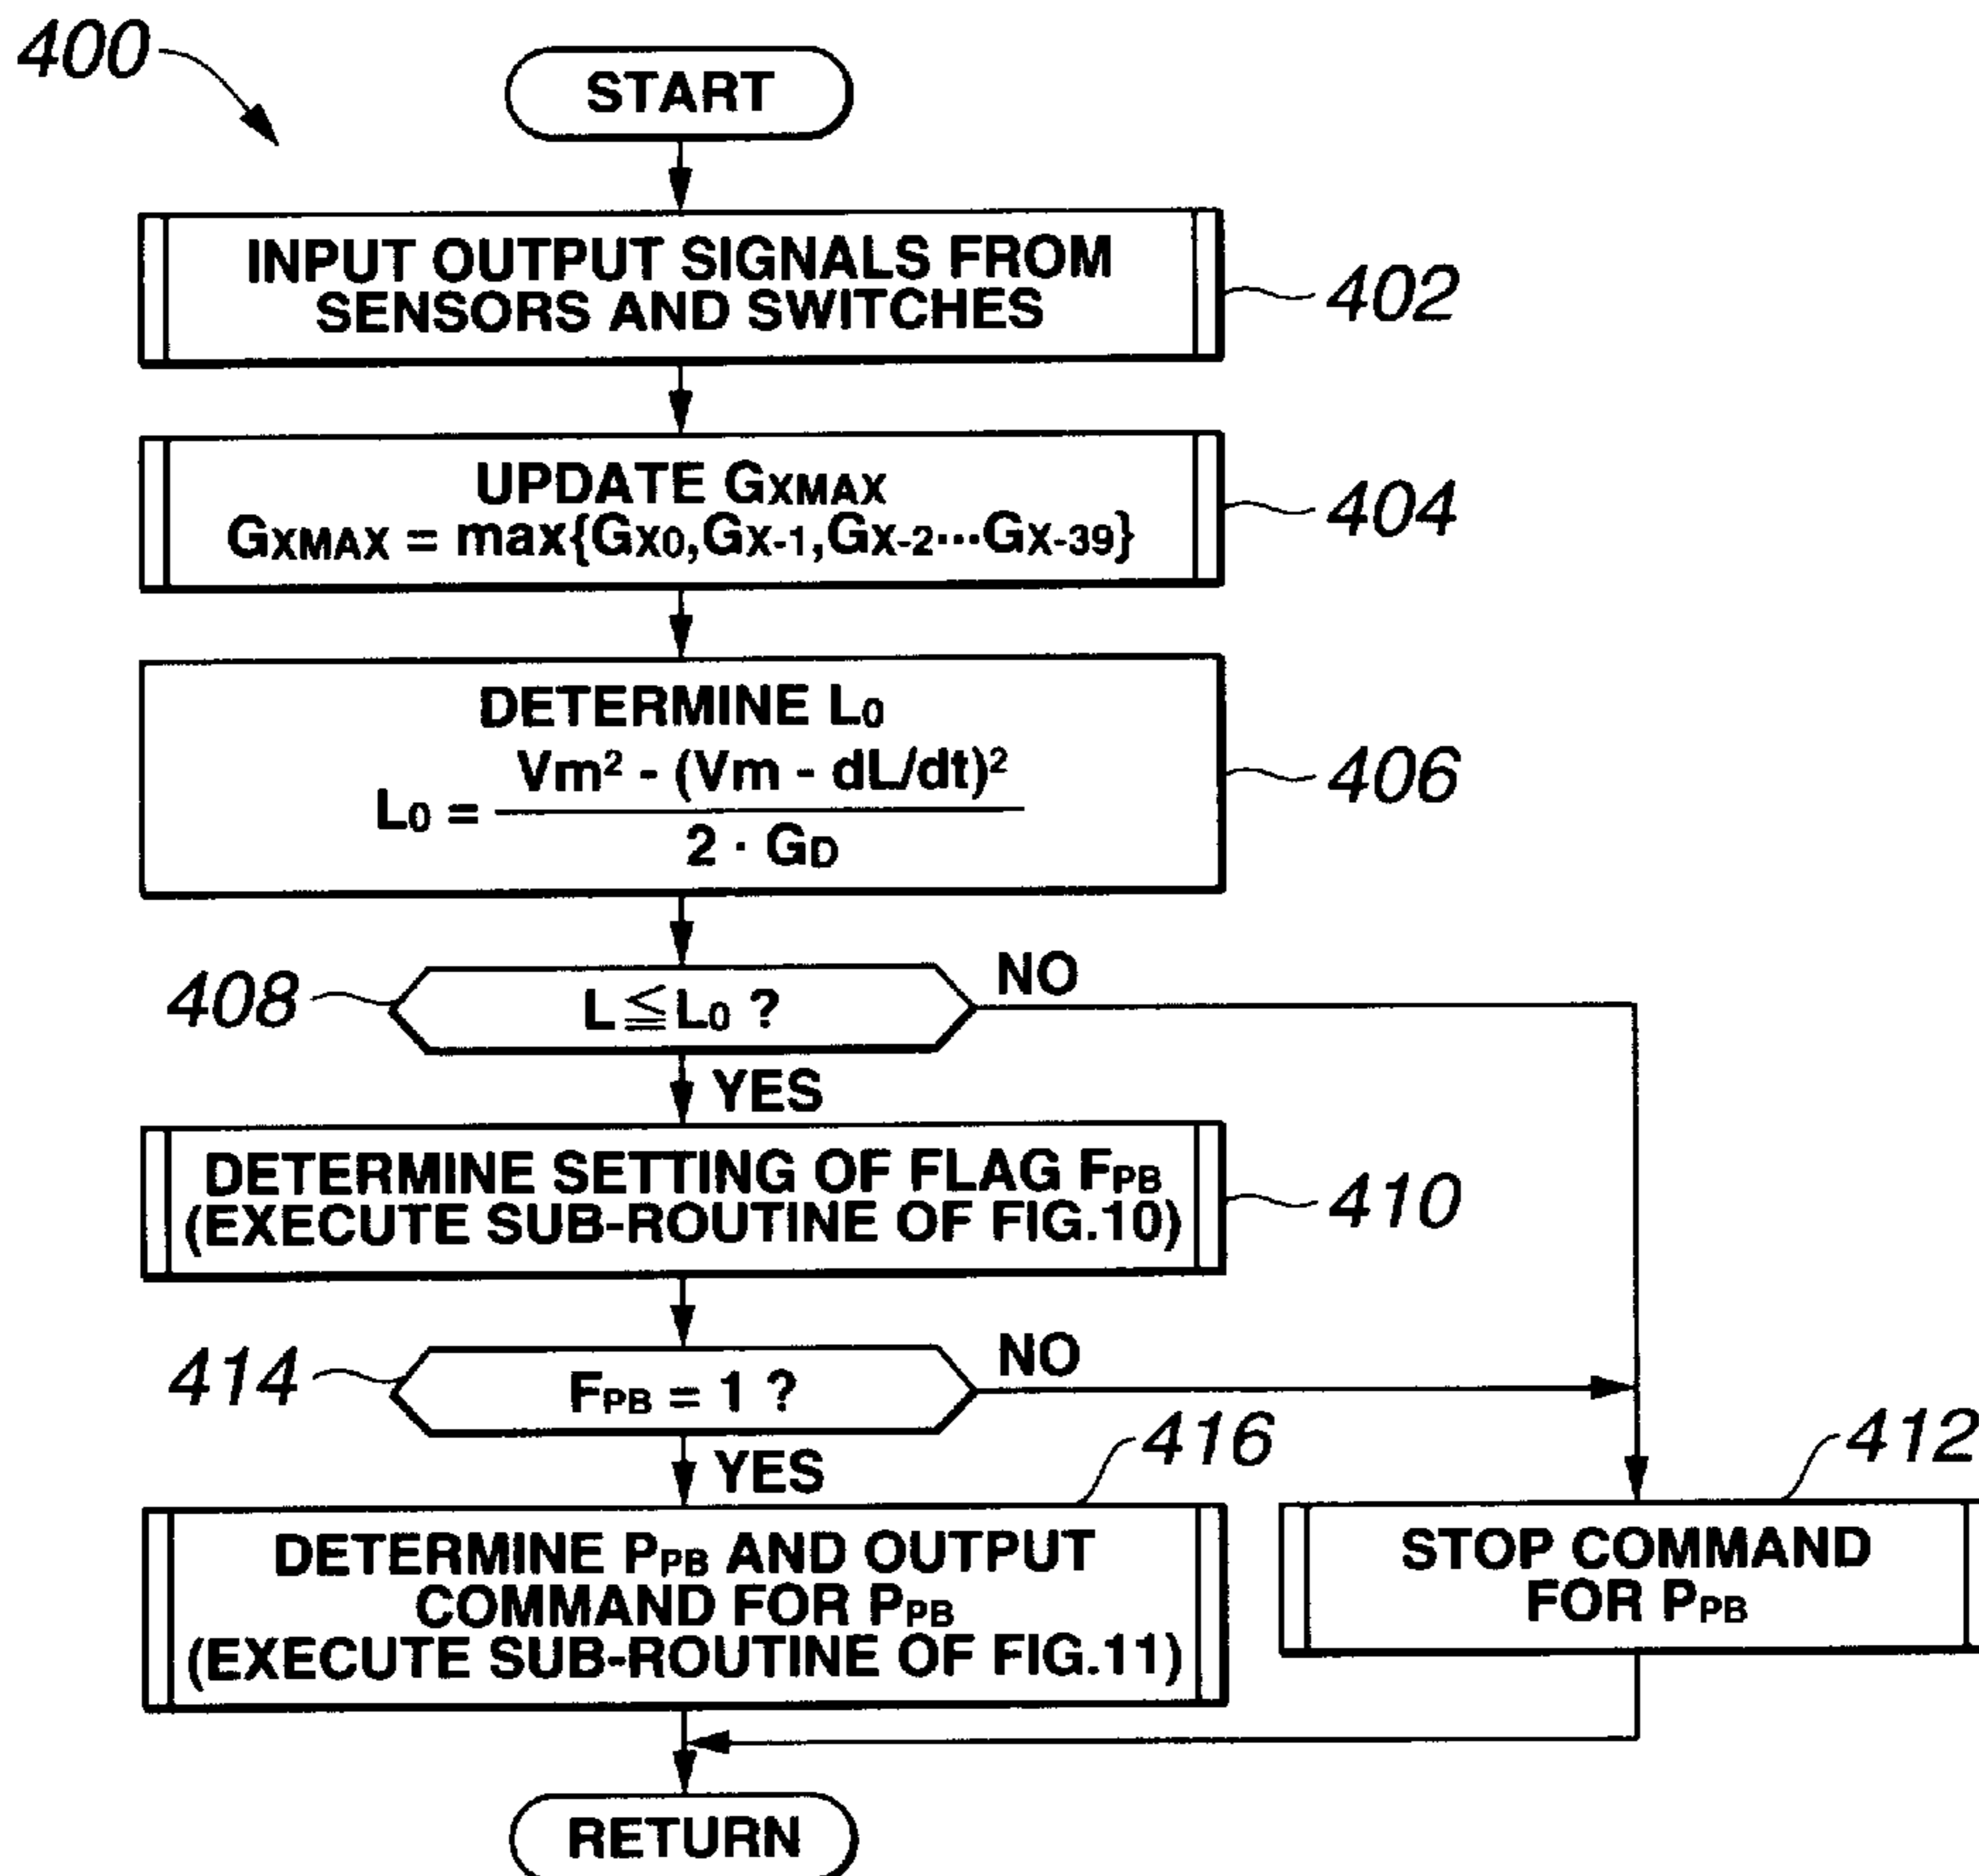 400
START
INPUT OUTPUT SIGNALS FROM
SENSORS AND SWITCHES
402
UPDATE GXMAX
GXMAX = max{GX0,GX-1,GX-2···GX-39}
404
DETERMINE L0
L0 = Vm² - (Vm - dL/dt)²
2 · GD
406
408
L ≦ L0 ?
NO
YES
DETERMINE SETTING OF FLAG FPB
(EXECUTE SUB-ROUTINE OF FIG.10)
410
414
FPB = 1 ?
NO
YES
416
412
DETERMINE PPB AND OUTPUT
COMMAND FOR PPB
(EXECUTE SUB-ROUTINE OF FIG.11)
STOP COMMAND
FOR PPB
RETURN